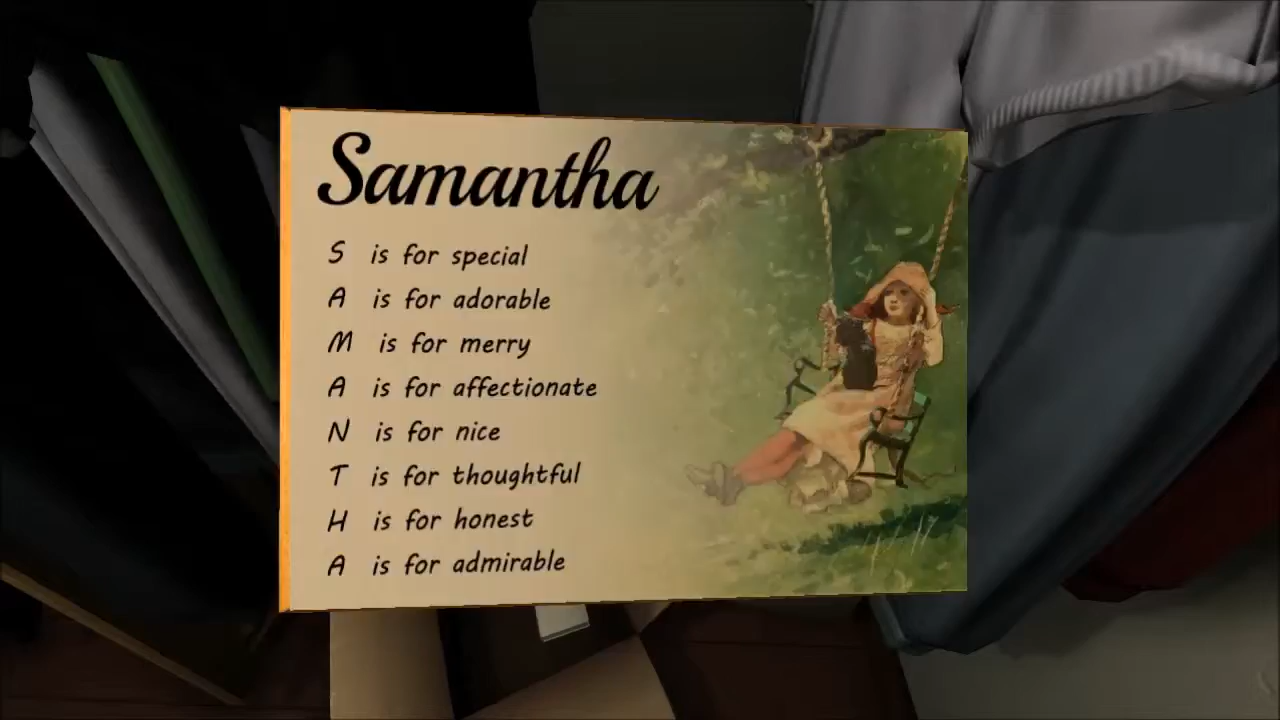 Samantha
S is for special
A is for adorable
M is for merry
A is for affectionate
N is for nice
T is for thoughtful
H is for honest
A is for admirable